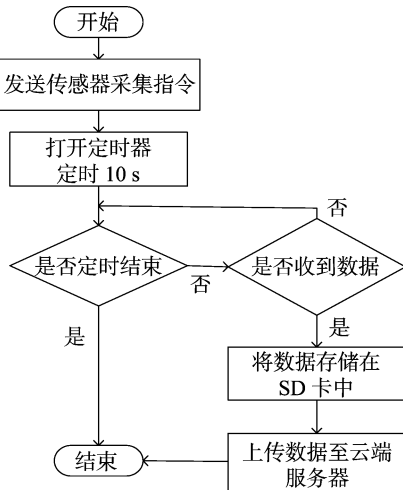 开始
发送传感器采集指令
打开定时器
定时 10 s
否
是否定时结束
否
是否收到数据
是
是
将数据存储在
SD 卡中
上传数据至云端
服务器
结束